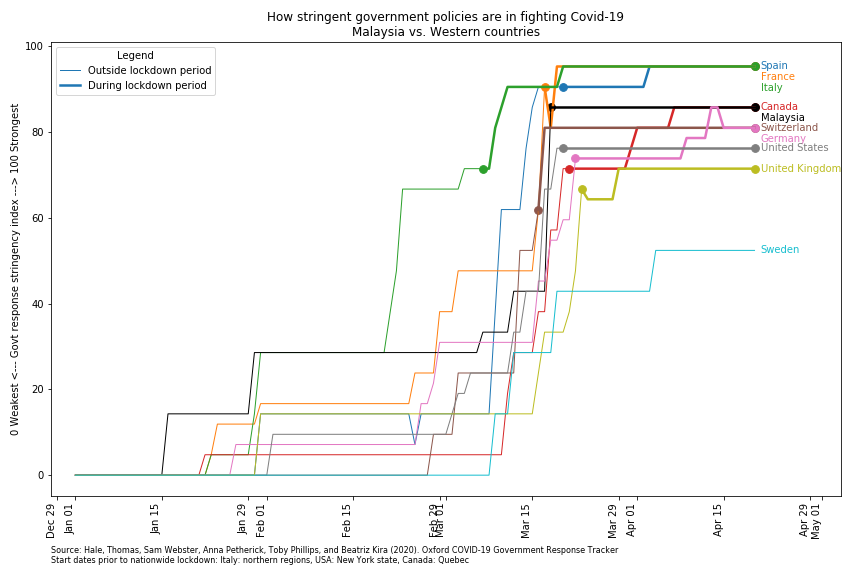 How stringent government policies are in fighting Covid-19
Malaysia vs. Western countries
0 Weakest <--- Govt response stringency index ---> 100 Strongest
100
80
60
40
20
0
Legend
Outside lockdown period
During lockdown period
Spain
France
Italy
Canada
Malaysia
Switzerland
Germany
United States
United Kingdom
Sweden
Dec 29
Jan 01
Jan 15
Jan 29
Feb 01
Feb 15
Feb 29
Mar 01
Mar 15
Mar 29
Apr 01
Apr 15
Apr 29
May 01
Source: Hale, Thomas, Sam Webster, Anna Petherick, Toby Phillips, and Beatriz Kira (2020). Oxford COVID-19 Government Response Tracker
Start dates prior to nationwide lockdown: Italy: northern regions, USA: New York state, Canada: Quebec